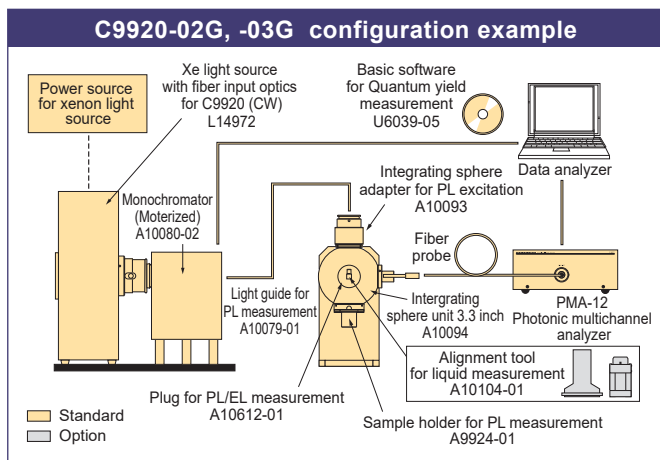 C9920-02G, -03G configuration example
Power source
for xenon light
source
Xe light source
with fiber input optics
for C9920 (CW)
L14972
Basic software
for Quantum yield
measurement
U6039-05
Data analyzer
Integrating sphere
adapter for PL excitation
A10093
Monochromator
(Moterized)
A10080-02
Fiber
probe
Light guide for
PL measurement
A10079-01
Intergrating
sphere unit 3.3 inch
A10094
PMA-12
Photonic multichannel
analyzer
Alignment tool
for liquid measurement
A10104-01
Plug for PL/EL measurement
A10612-01
Sample holder for PL measurement
A9924-01
Standard
Option